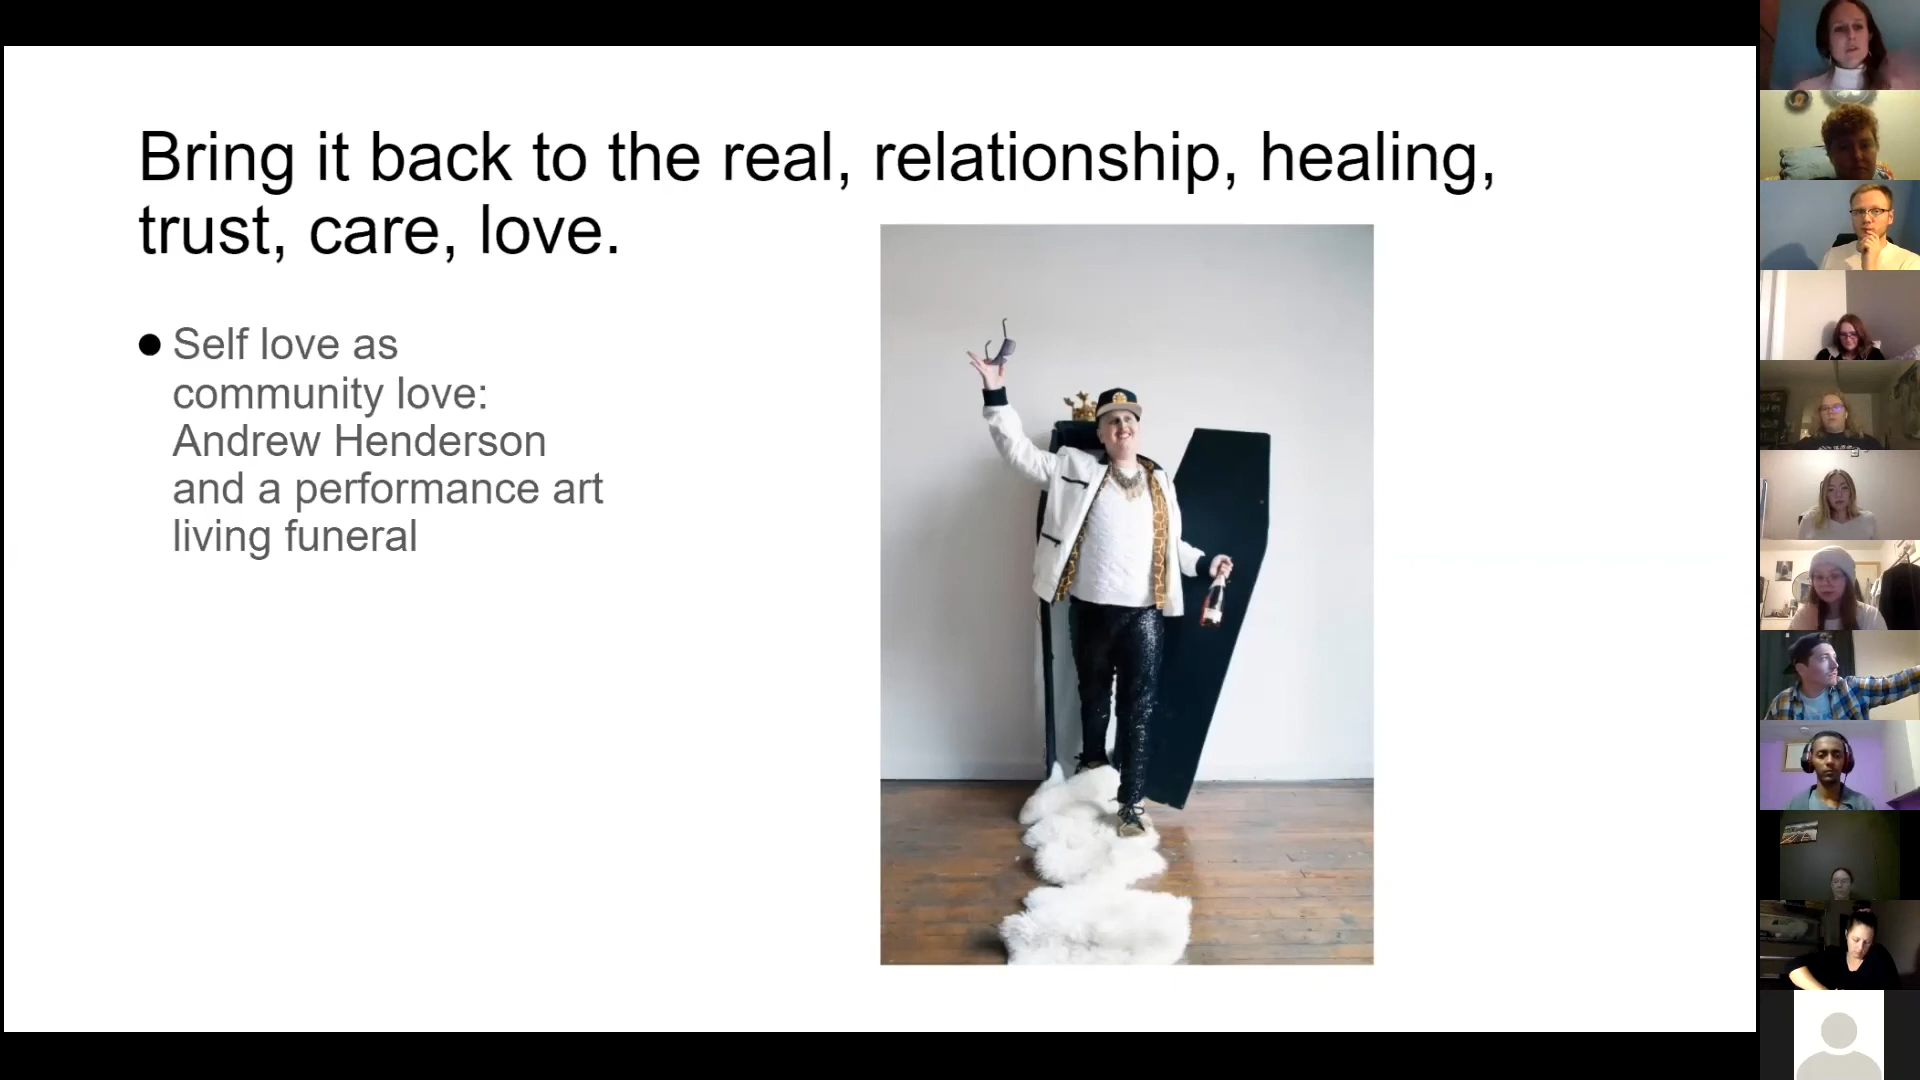 Bring it back to the real, relationship, healing,
trust, care, love.
Self love as
community love:
Andrew Henderson
and a performance art
living funeral